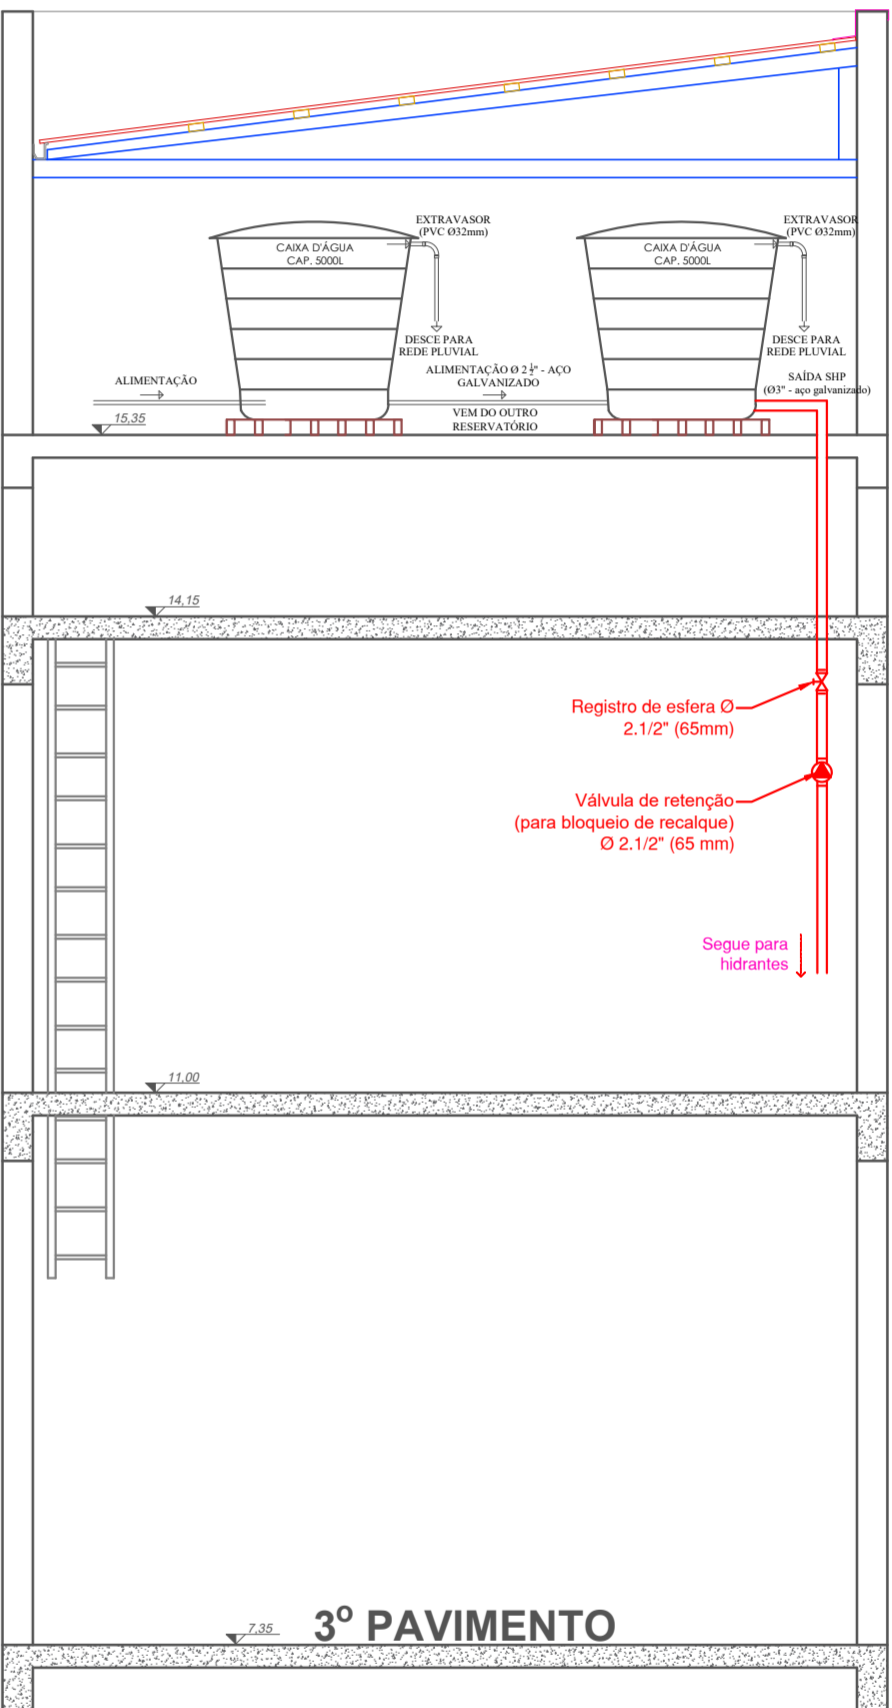 EXTRAVASOR
(PVC Ø32mm)
CAIXA D'ÁGUA
CAP. 5000L
EXTRAVASOR
(PVC Ø32mm)
CAIXA D'ÁGUA
CAP. 5000L
DESCE PARA
REDE PLUVIAL
DESCE PARA
REDE PLUVIAL
ALIMENTAÇÃO
ALIMENTAÇÃO Ø 2 ½" - AÇO
GALVANIZADO
VEM DO OUTRO
RESERVATÓRIO
SAÍDA SHP
(Ø3" - aço galvanizado)
15,35
14,15
Registro de esfera Ø
2.1/2" (65mm)
Válvula de retenção
(para bloqueio de recalque)
Ø 2.1/2" (65 mm)
Segue para
hidrantes
11,00
7,35
3º PAVIMENTO